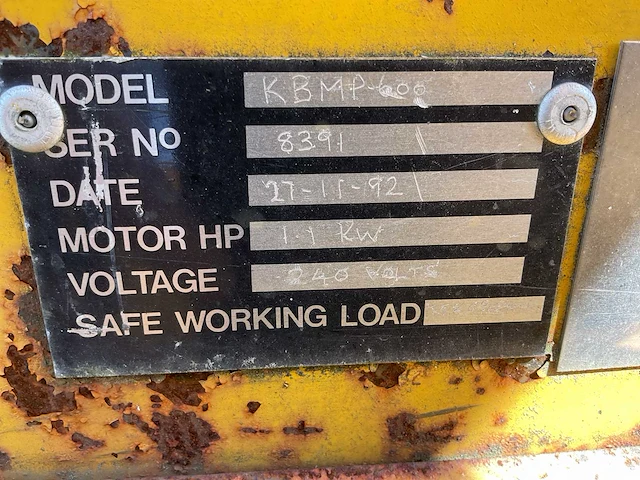 MODEL KBMP-600
SER NO 8391
DATE 27-11-92
MOTOR HP 1.1 KW
VOLTAGE 240 VOLTS
SAFE WORKING LOAD